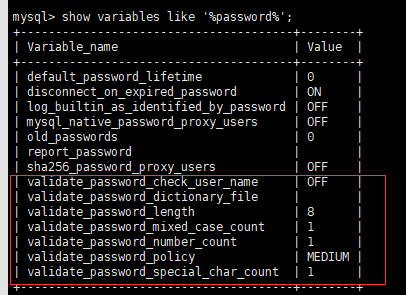 mysql> show variables like '%password%';
+---------------------------------------+--------+
| Variable_name | Value |
+---------------------------------------+--------+
| default_password_lifetime | 0 |
| disconnect_on_expired_password | ON |
| log_builtin_as_identified_by_password | OFF |
| mysql_native_password_proxy_users | OFF |
| old_passwords | 0 |
| report_password | |
| sha256_password_proxy_users | OFF |
| validate_password_check_user_name | OFF |
| validate_password_dictionary_file | |
| validate_password_length | 8 |
| validate_password_mixed_case_count | 1 |
| validate_password_number_count | 1 |
| validate_password_policy | MEDIUM |
| validate_password_special_char_count | 1 |
+---------------------------------------+--------+